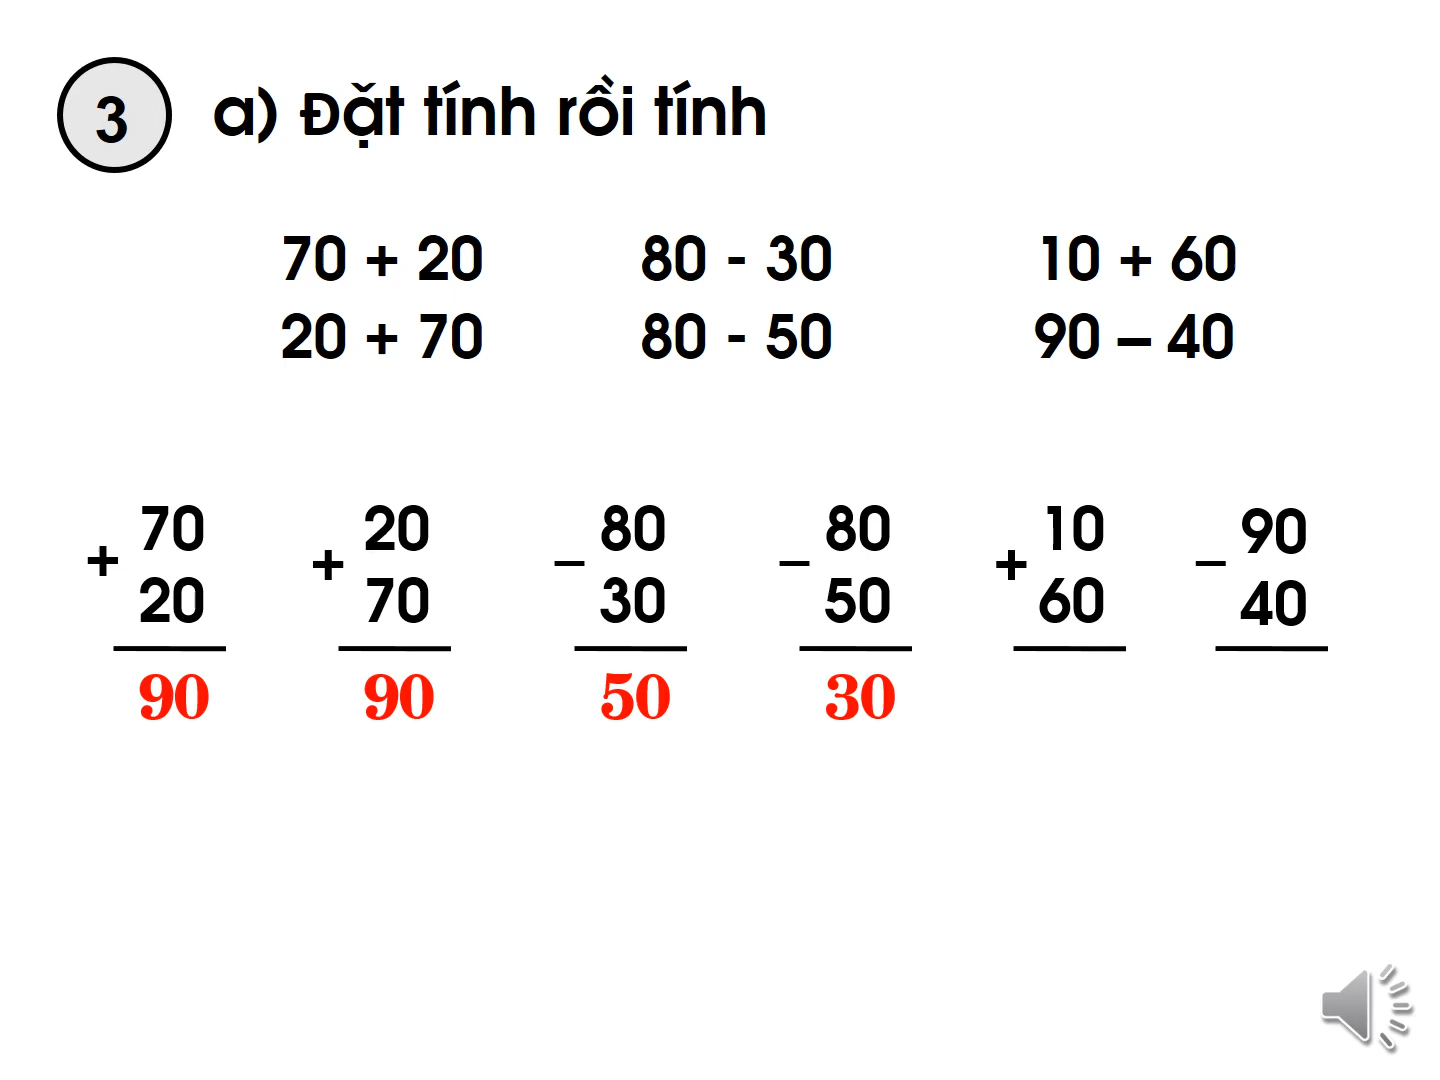 3 a) Đặt tính rồi tính
70 + 20 80 - 30 10 + 60
20 + 70 80 - 50 90 – 40
70 20 80 80 10 90
+ + – – + –
20 70 30 50 60 40
90 90 50 30